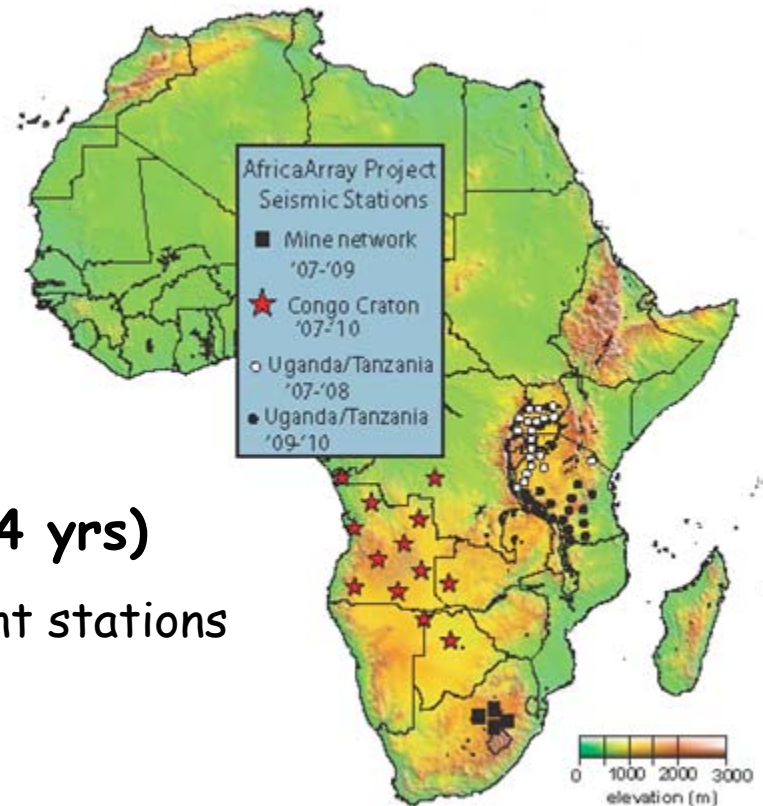 AfricaArray Project
Seismic Stations
Mine network
'07-'09
Congo Craton
'07-'10
Uganda/Tanzania
'07-'08
Uganda/Tanzania
'09-'10
4 yrs)
nt stations
0 1000 2000 3000
elevation (m)